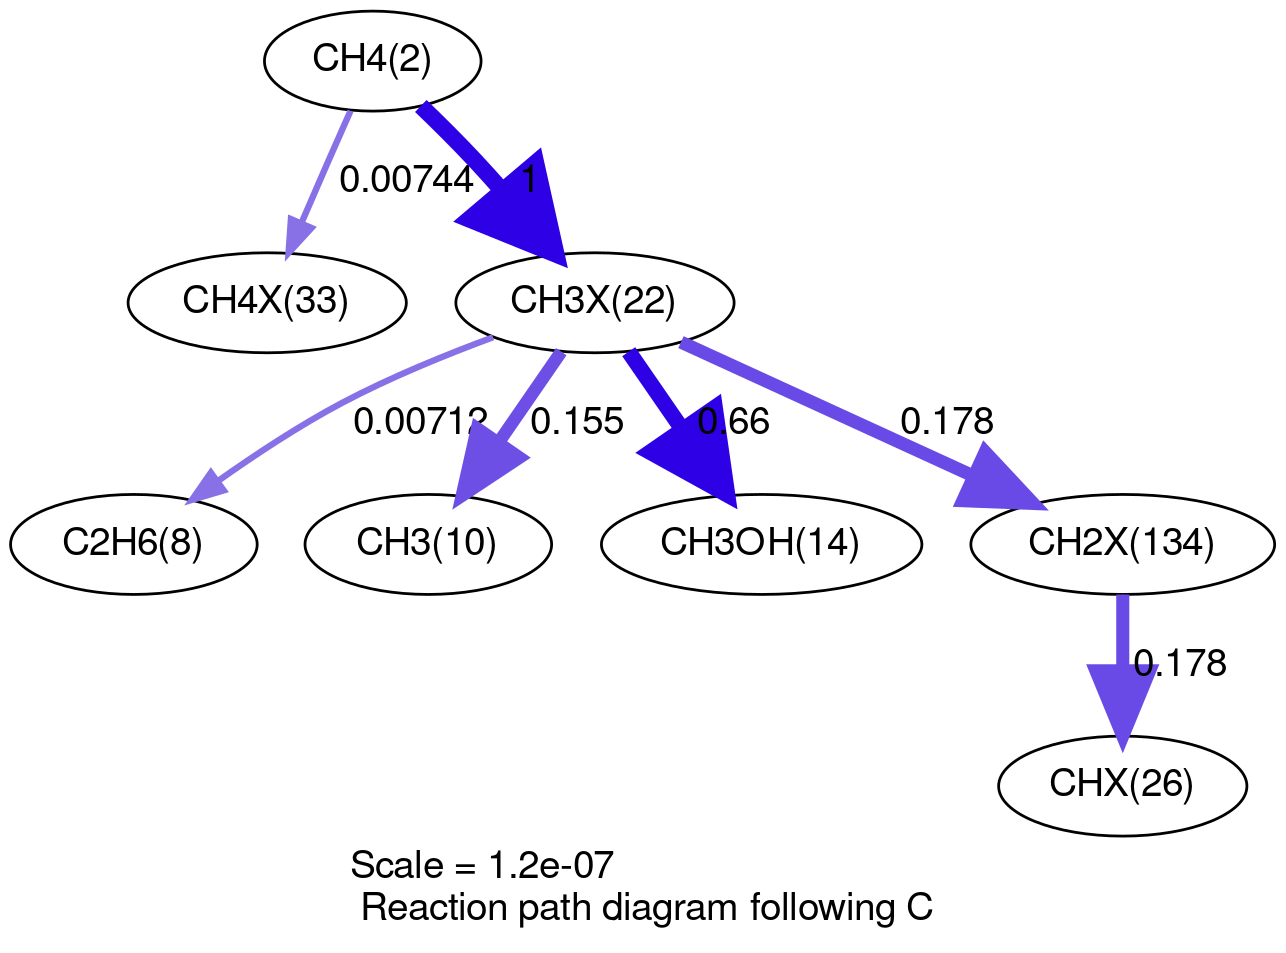 CH4(2)
0.00744
1
CH4X(33)
CH3X(22)
0.00712
0.155
0.66
0.178
C2H6(8)
CH3(10)
CH3OH(14)
CH2X(134)
0.178
CHX(26)
Scale = 1.2e-07
Reaction path diagram following C